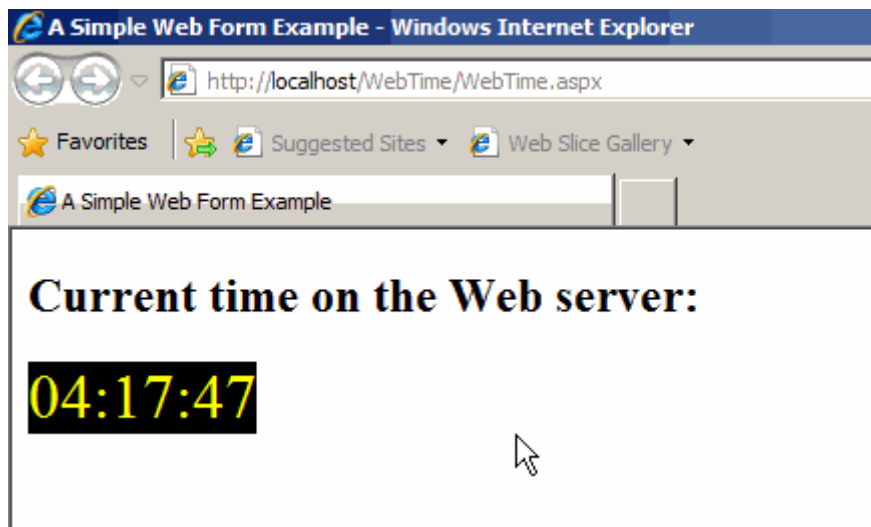 A Simple Web Form Example - Windows Internet Explorer
http://localhost/WebTime/WebTime.aspx
Favorites Suggested Sites Web Slice Gallery
A Simple Web Form Example
Current time on the Web server:
04:17:47